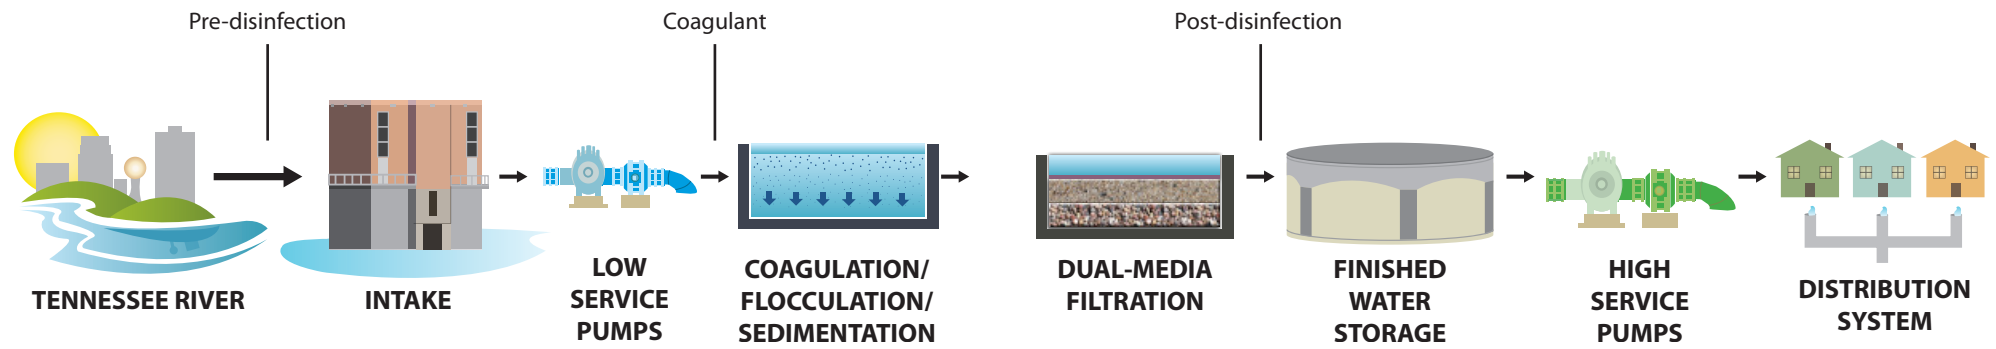 Pre-disinfection
Coagulant
Post-disinfection
TENNESSEE RIVER
INTAKE
LOW
SERVICE
PUMPS
COAGULATION/
FLOCCULATION/
SEDIMENTATION
DUAL-MEDIA
FILTRATION
FINISHED
WATER
STORAGE
HIGH
SERVICE
PUMPS
DISTRIBUTION
SYSTEM